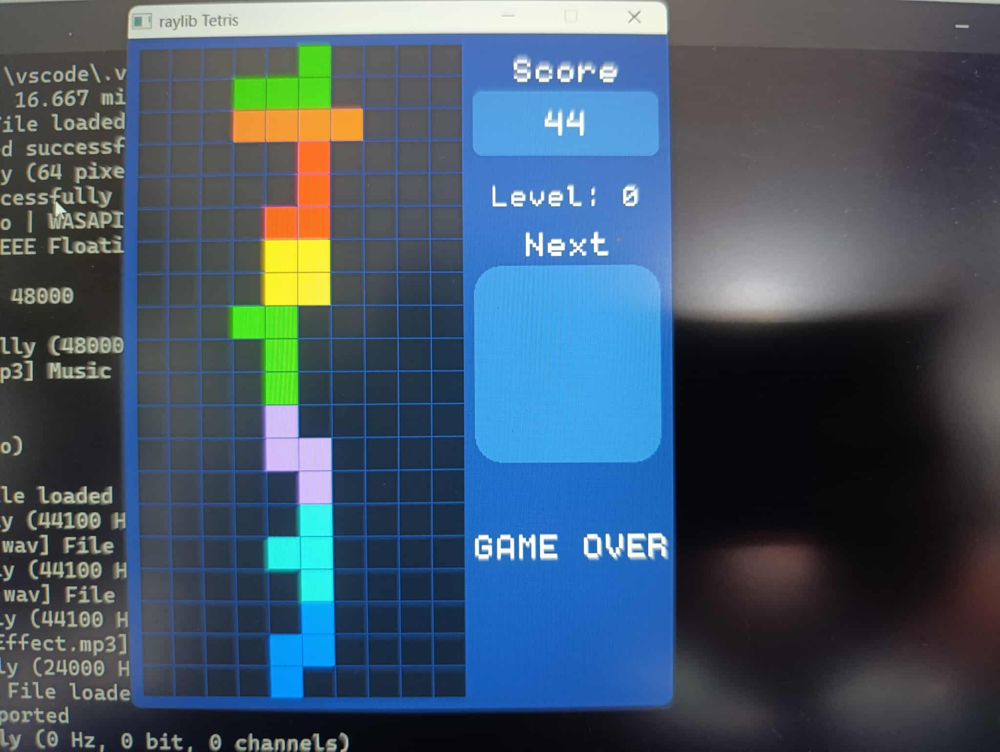 raylib Tetris
Score
44
Level: 0
Next
GAME OVER
\vscode\.v
16.667 mi
ile loaded
d successf
y (64 pixe
cessfully
o | WASAPI
EEE Floati
48000
lly (48000
p3] Music
o)
le loaded
y (44100 H
wav] File
y (44100 H
wav] File
y (44100 H
Effect.mp3]
ly (24000 H
File loade
ported
ly (0 Hz, 0 bit, 0 channels)